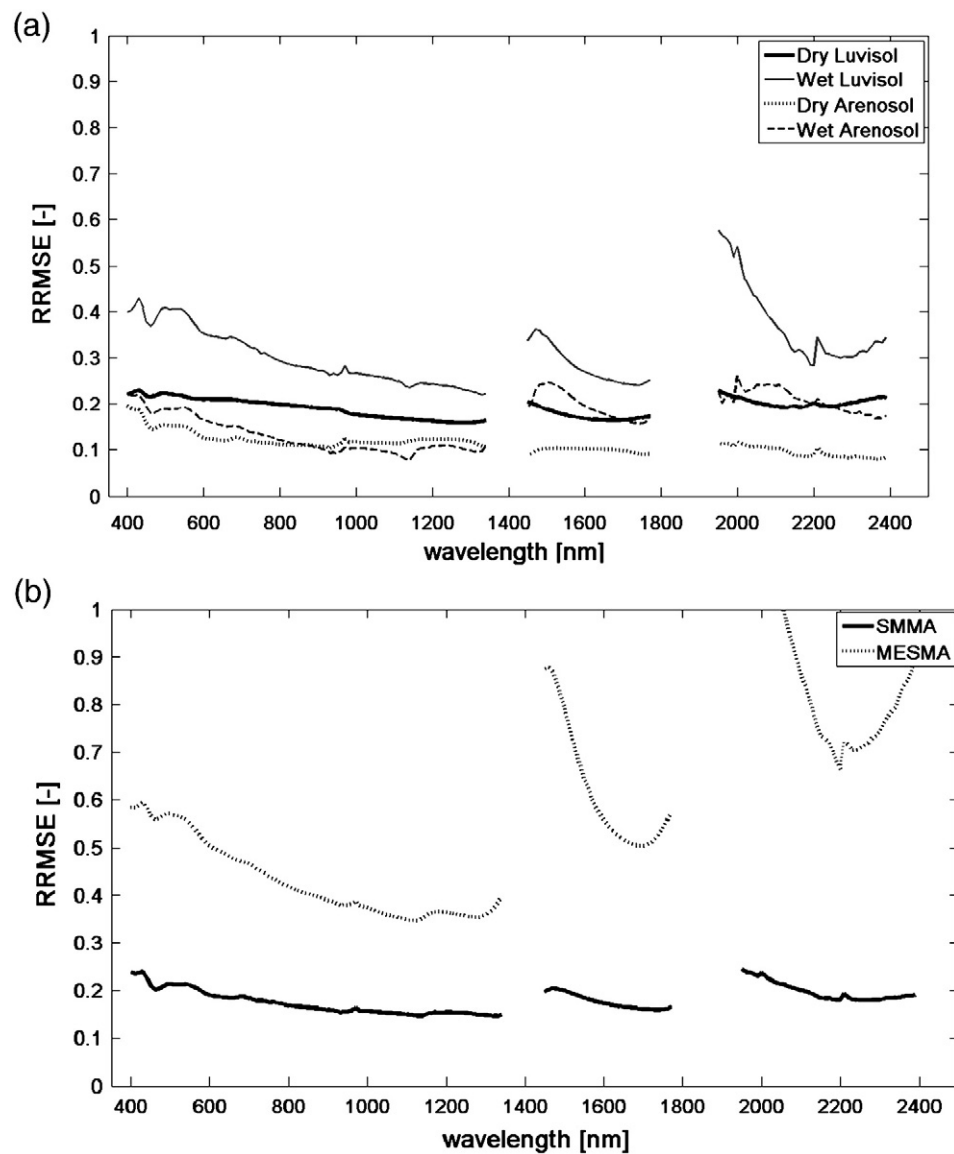 (a)
1
0.9
0.8
0.7
0.6
0.5
0.4
0.3
0.2
0.1
0
RRMSE [-]
Dry Luvisol
Wet Luvisol
Dry Arenosol
Wet Arenosol
400 600 800 1000 1200 1400 1600 1800 2000 2200 2400
wavelength [nm]
(b)
1
0.9
0.8
0.7
0.6
0.5
0.4
0.3
0.2
0.1
0
RRMSE [-]
SMMA
MESMA
400 600 800 1000 1200 1400 1600 1800 2000 2200 2400
wavelength [nm]